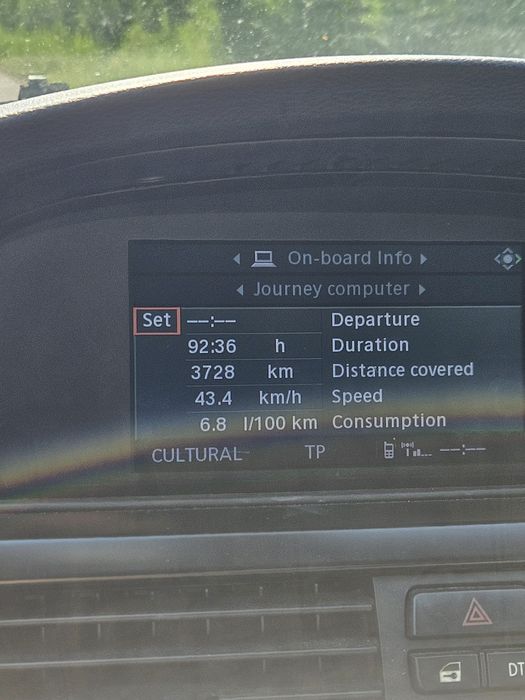 On-board Info
Journey computer
Set --:-- Departure
92:36 h Duration
3728 km Distance covered
43.4 km/h Speed
6.8 l/100 km Consumption
CULTURAL TP --:--
DT